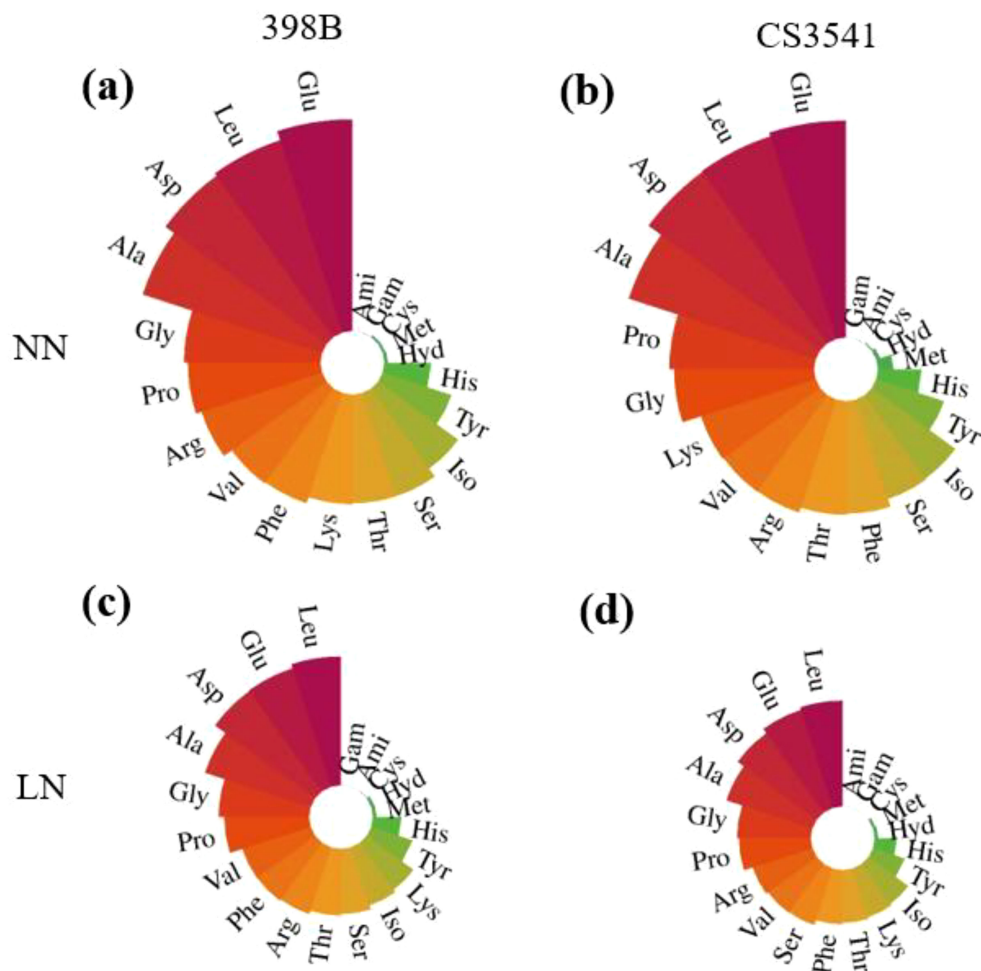 398B
CS3541
(a)
Glu
Leu
Asp
Ala
Gly
Pro
Arg
Val
Phe
Lys
Thr
Ser
Iso
Tyr
His
Hyd
Met
Cys
Gam
Ami
(b)
Glu
Leu
Asp
Ala
Pro
Gly
Lys
Val
Arg
Thr
Phe
Ser
Iso
Tyr
His
Met
Hyd
Cys
Ami
Gam
NN
(c)
Leu
Glu
Asp
Ala
Gly
Pro
Val
Phe
Arg
Thr
Ser
Iso
Lys
Tyr
His
Met
Hyd
Cys
Ami
Gam
(d)
Leu
Glu
Asp
Ala
Gly
Pro
Arg
Val
Ser
Phe
Thr
Lys
Iso
Tyr
His
Hyd
Met
Cys
Gam
Ami
LN